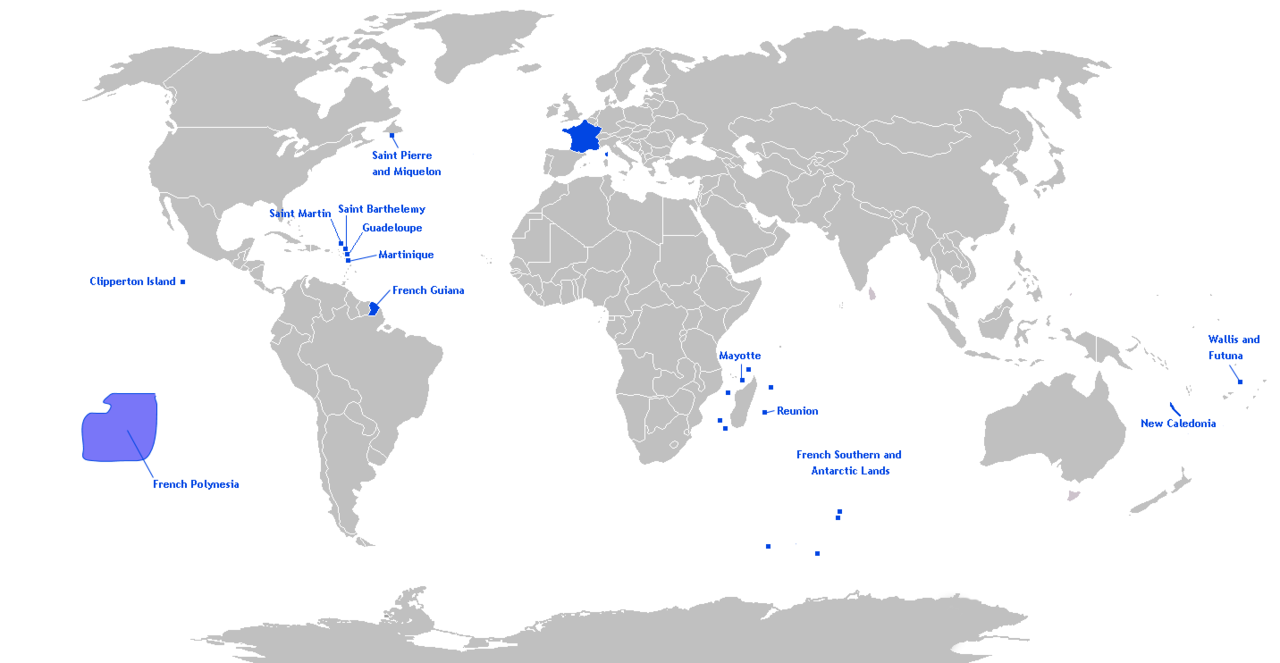 Saint Pierre
and Miquelon
Saint Martin
Saint Barthelemy
Guadeloupe
Martinique
Clipperton Island
French Guiana
Wallis and
Futuna
Mayotte
Reunion
New Caledonia
French Southern and
Antarctic Lands
French Polynesia